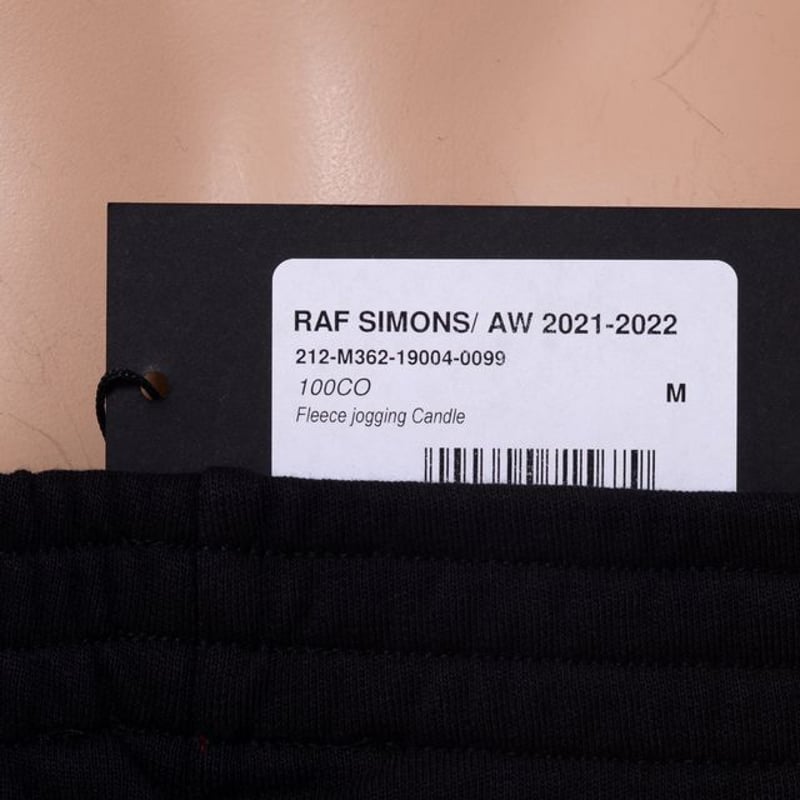 RAF SIMONS/ AW 2021-2022
212-M362-19004-0099
100CO
M
Fleece jogging Candle